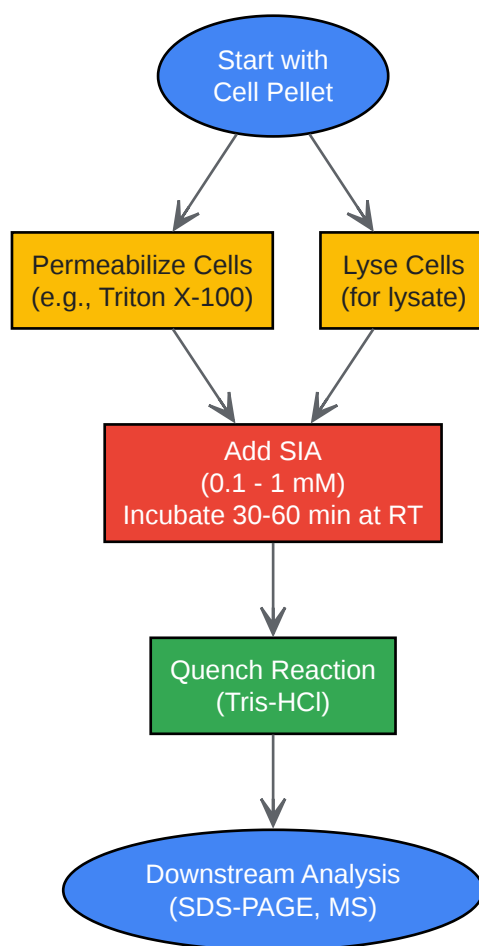 Start with
Cell Pellet
Permeabilize Cells
(e.g., Triton X-100)
Lyse Cells
(for lysate)
Add SIA
(0.1 - 1 mM)
Incubate 30-60 min at RT
Quench Reaction
(Tris-HCl)
Downstream Analysis
(SDS-PAGE, MS)